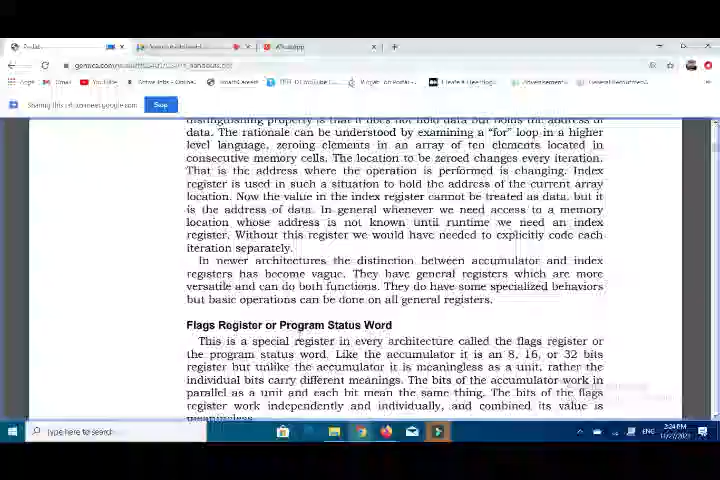 WhatsApp
YouTube
Sharing this tab to meet.google.com
Stop
distinguishing property is that it does not hold data but holds the address of
data. The rationale can be understood by examining a "for" loop in a higher
level language, zeroing elements in an array of ten elements located in
consecutive memory cells. The location to be zeroed changes every iteration.
That is the address where the operation is performed is changing. Index
register is used in such a situation to hold the address of the current array
location. Now the value in the index register cannot be treated as data, but it
is the address of data. In general whenever we need access to a memory
location whose address is not known until runtime we need an index
register. Without this register we would have needed to explicitly code each
iteration separately.
In newer architectures the distinction between accumulator and index
registers has become vague. They have general registers which are more
versatile and can do both functions. They do have some specialized behaviors
but basic operations can be done on all general registers.
Flags Register or Program Status Word
This is a special register in every architecture called the flags register or
the program status word. Like the accumulator it is an 8, 16, or 32 bits
register but unlike the accumulator it is meaningless as a unit, rather the
individual bits carry different meanings. The bits of the accumulator work in
parallel as a unit and each bit mean the same thing. The bits of the flags
register work independently and individually, and combined its value is
meaningless.
Type here to search
ENG
2:24 PM